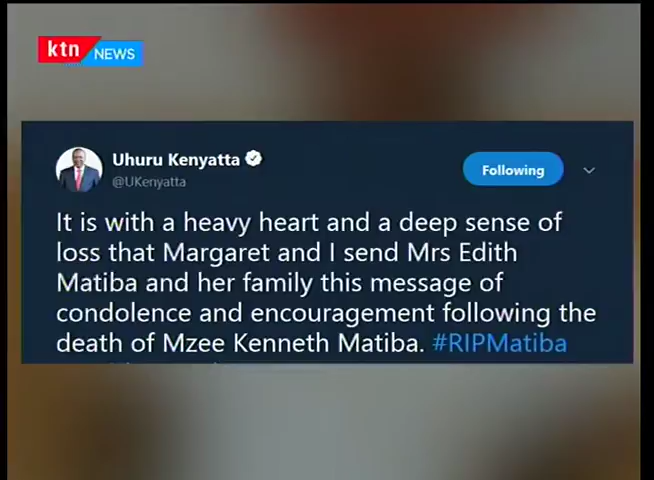 ktn NEWS
Uhuru Kenyatta
@UKenyatta
Following
It is with a heavy heart and a deep sense of
loss that Margaret and I send Mrs Edith
Matiba and her family this message of
condolence and encouragement following the
death of Mzee Kenneth Matiba. #RIPMatiba